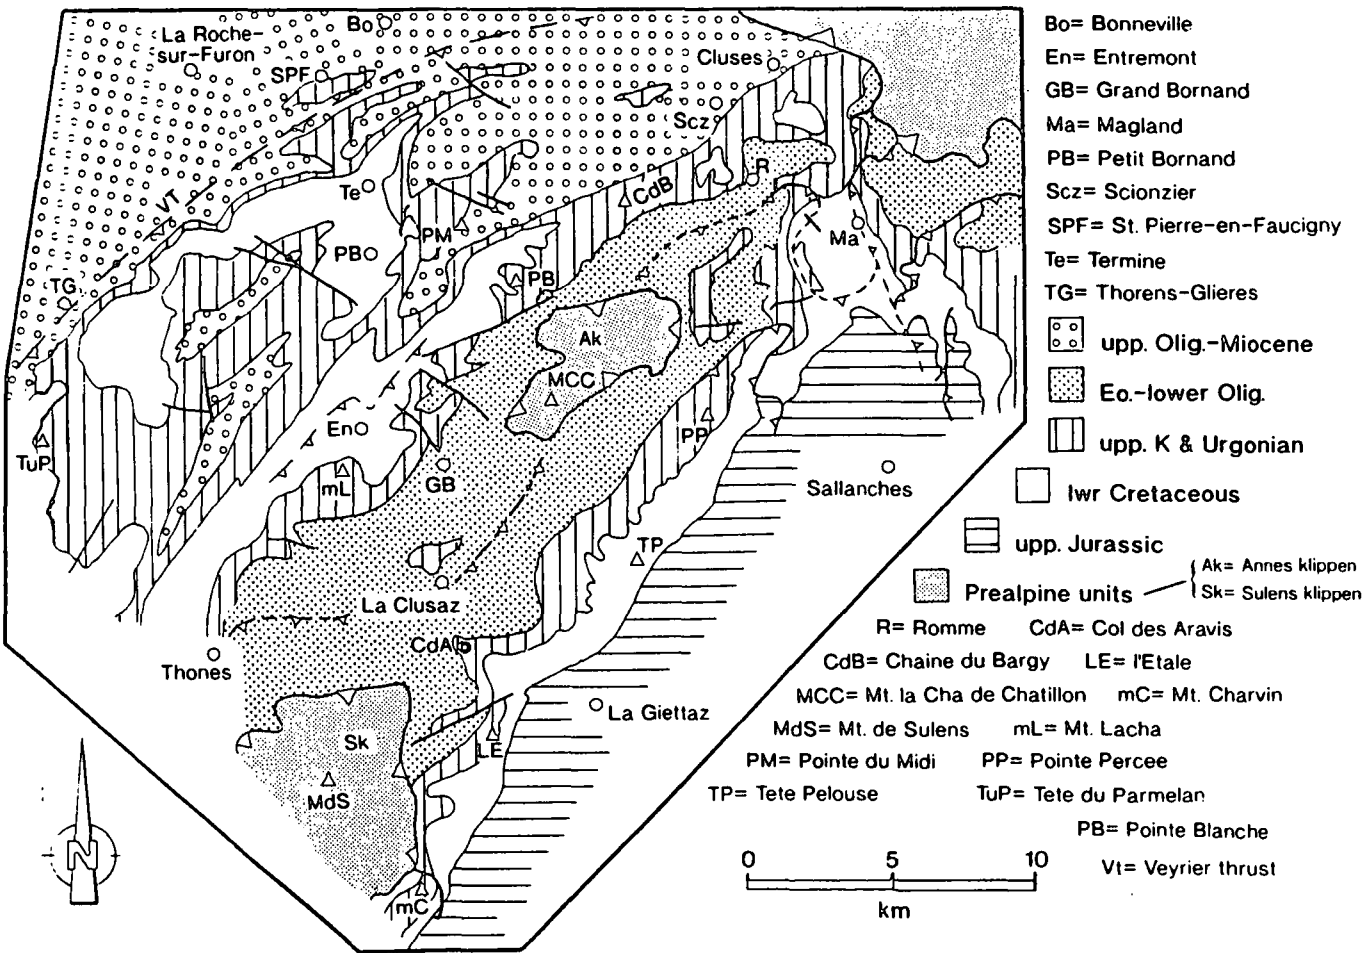 La Roche-
sur-Furon
Bo
SPF
Cluses
Scz
VT
Te
PM
CdB
R
Ma
PB
PB
TG
Ak
MCC
En
PP
TuP
mL
GB
Sallanches
TP
La Clusaz
CdA
Thones
La Giettaz
Sk
LE
MdS
mC
N
Bo= Bonneville
En= Entremont
GB= Grand Bornand
Ma= Magland
PB= Petit Bornand
Scz= Scionzier
SPF= St. Pierre-en-Faucigny
Te= Termine
TG= Thorens-Glieres
upp. Olig.-Miocene
Eo.-lower Olig.
upp. K & Urgonian
lwr Cretaceous
upp. Jurassic
Prealpine units
Ak= Annes klippen
Sk= Sulens klippen
R= Romme CdA= Col des Aravis
CdB= Chaine du Bargy LE= l'Etale
MCC= Mt. la Cha de Chatillon mC= Mt. Charvin
MdS= Mt. de Sulens mL= Mt. Lacha
PM= Pointe du Midi PP= Pointe Percee
TP= Tete Pelouse TuP= Tete du Parmelan
PB= Pointe Blanche
Vt= Veyrier thrust
0 5 10
km